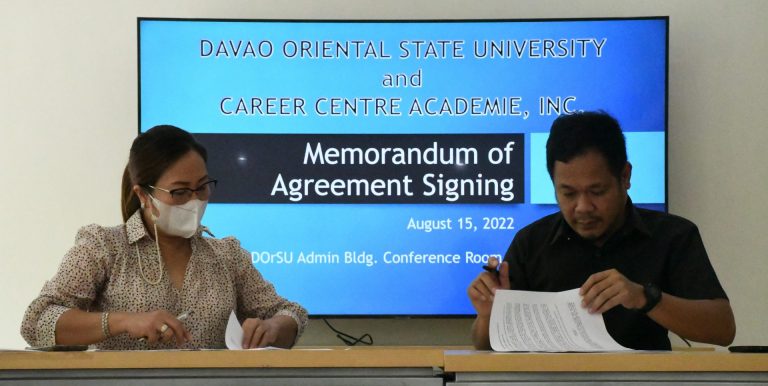 DAVAO ORIENTAL STATE UNIVERSITY
and
CAREER CENTRE ACADEMIE, INC.
Memorandum of
Agreement Signing
August 15, 2022
DOrSU Admin Bldg. Conference Room